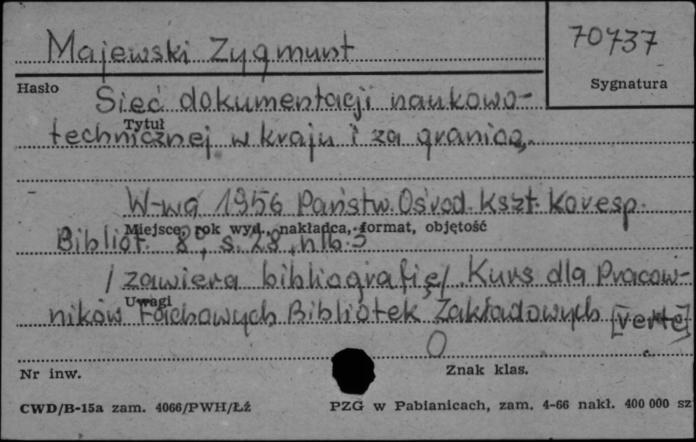 Majewski Zygmunt
70737
Hasło
Sygnatura
Sieć dokumentacji naukowo-
Tytuł
technicznej w kraju i za granicą.
W-wa 1956 Państw. Ośrod. Kszt. Koresp.
Miejsce, rok wyd., nakładca, format, objętość
Bibliot. 8°, s. 28, nlb. 3
/zawiera bibliografię/. Kurs dla Pracow-
Uwagi
ników Fachowych Bibliotek Zakładowych [verte]
O
Nr inw.
Znak klas.
CWD/B-15a zam. 4066/PWH/Łź
PZG w Pabianicach, zam. 4-66 nakł. 400 000 sz